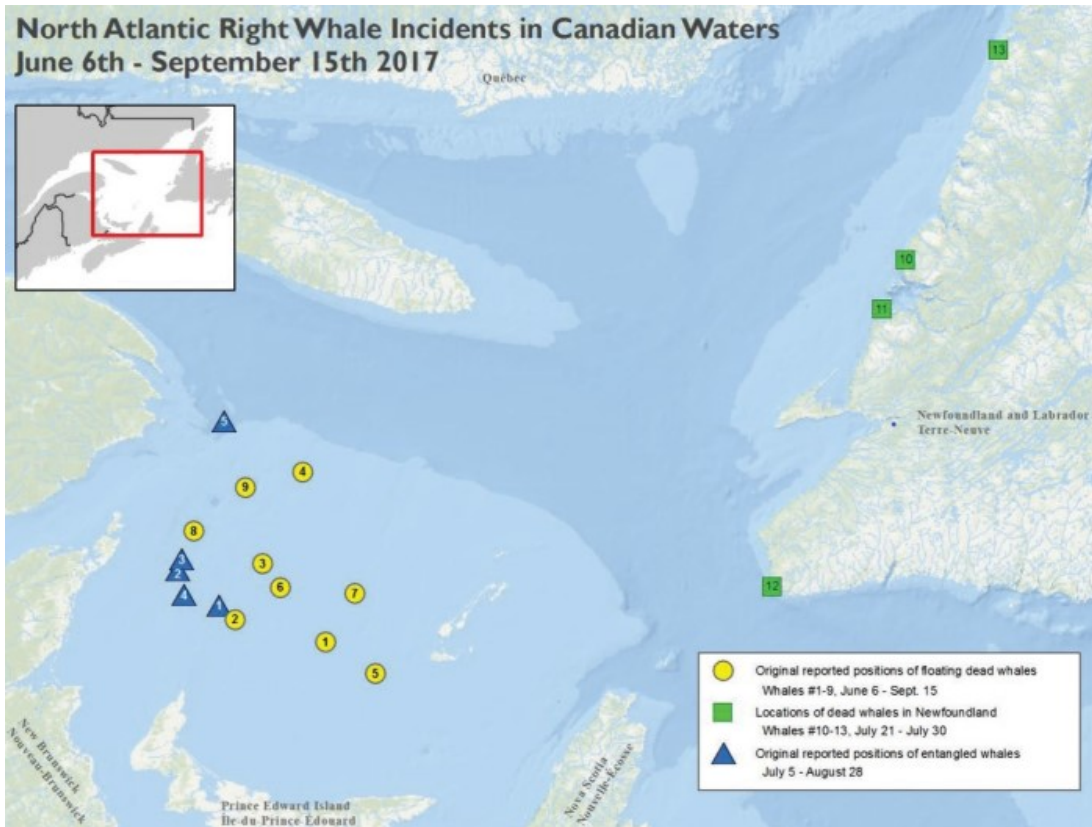 North Atlantic Right Whale Incidents in Canadian Waters
June 6th - September 15th 2017
Québec
13
10
11
Newfoundland and Labrador
Terre-Neuve
5
4
9
8
3
3
2
6
7
4
1
2
12
1
5
New Brunswick
Nouveau-Brunswick
Prince Edward Island
Île du Prince-Édouard
Nova Scotia
Nouvelle-Écosse
Original reported positions of floating dead whales
Whales #1-9, June 6 - Sept. 15
Locations of dead whales in Newfoundland
Whales #10-13, July 21 - July 30
Original reported positions of entangled whales
July 5 - August 28